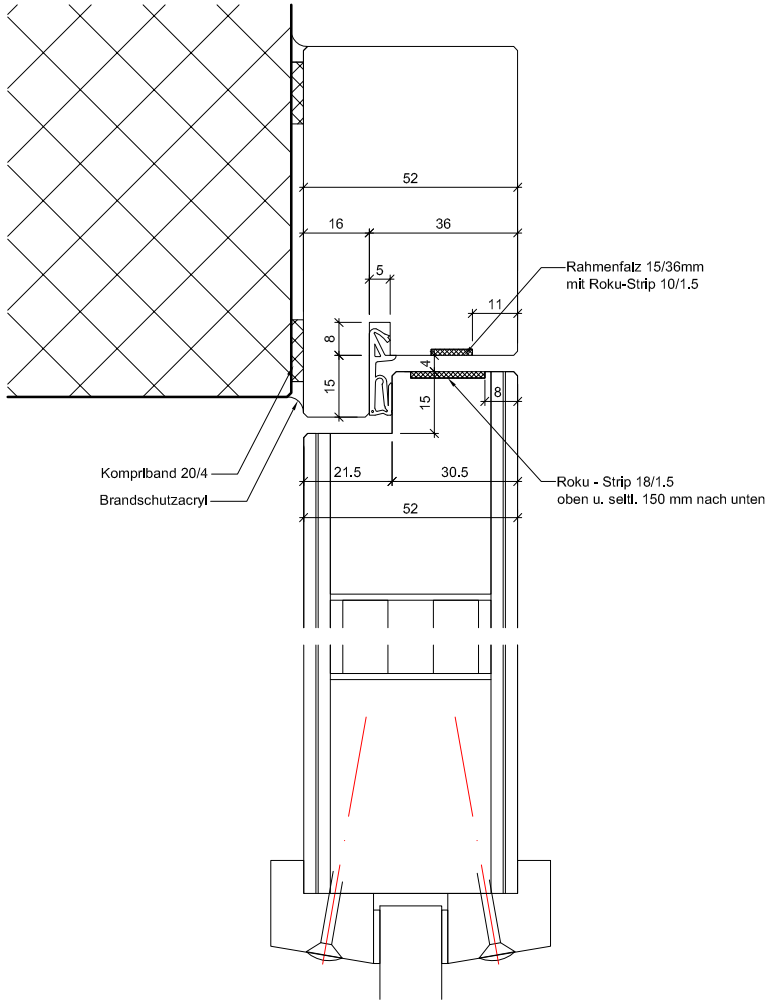 52
16
36
5
Rahmenfalz 15/36mm
mit Roku-Strip 10/1.5
11
8
4
15
15
8
Kompriband 20/4
21.5
30.5
Roku - Strip 18/1.5
Brandschutzacryl
oben u. seitl. 150 mm nach unten
52